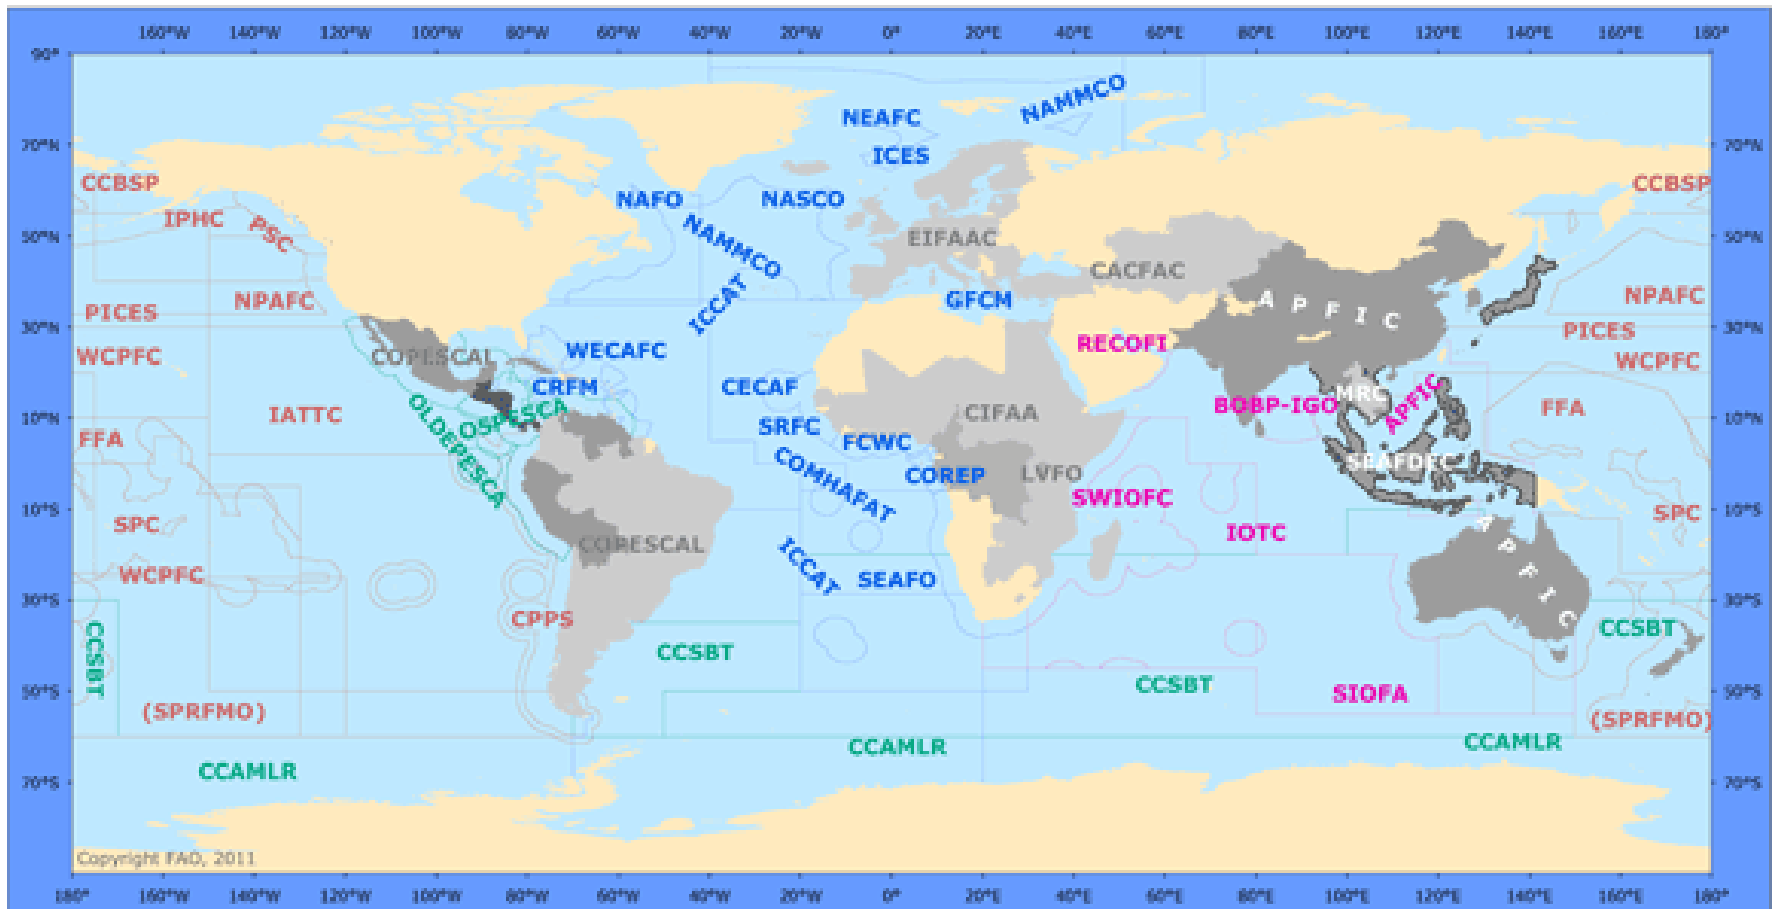 160°W 140°W 120°W 100°W 80°W 60°W 40°W 20°W 0° 20°E 40°E 60°E 80°E 100°E 120°E 140°E 160°E 180°
90°
NAMMCO
NEAFC
70°N 70°N
ICES
CCBSP CCBSP
NAFO NASCO
IPHC PSC
NAMMCO
50°N EIFAAC 50°N
CACFAC
ICCAT
PICES NPAFC GFCM APFIC NPAFC
30°N 30°N
PICES
WCPFC COPESCAL WECAFC RECOFI WCPFC
CRFM CECAF MRC APFIC
IATTC OLDEPESCA OSPESCA CIFAA BOBP-IGO FFA
10°N 10°N
FFA SRFC FCWC
COMHAFAT COREP LVFO SEAFDEC
SWIOFC
10°S 10°S
SPC SPC
IOTC
COPESCAL ICCAT APFIC
WCPFC SEAFO
30°S 30°S
CPPS
CCSBT CCSBT CCSBT
CCSBT SIOFA
50°S 50°S
(SPRFMO) (SPRFMO)
CCAMLR CCAMLR
CCAMLR
70°S 70°S
Copyright FAO, 2011
180° 160°W 140°W 120°W 100°W 80°W 60°W 40°W 20°W 0° 20°E 40°E 60°E 80°E 100°E 120°E 140°E 160°E 180°